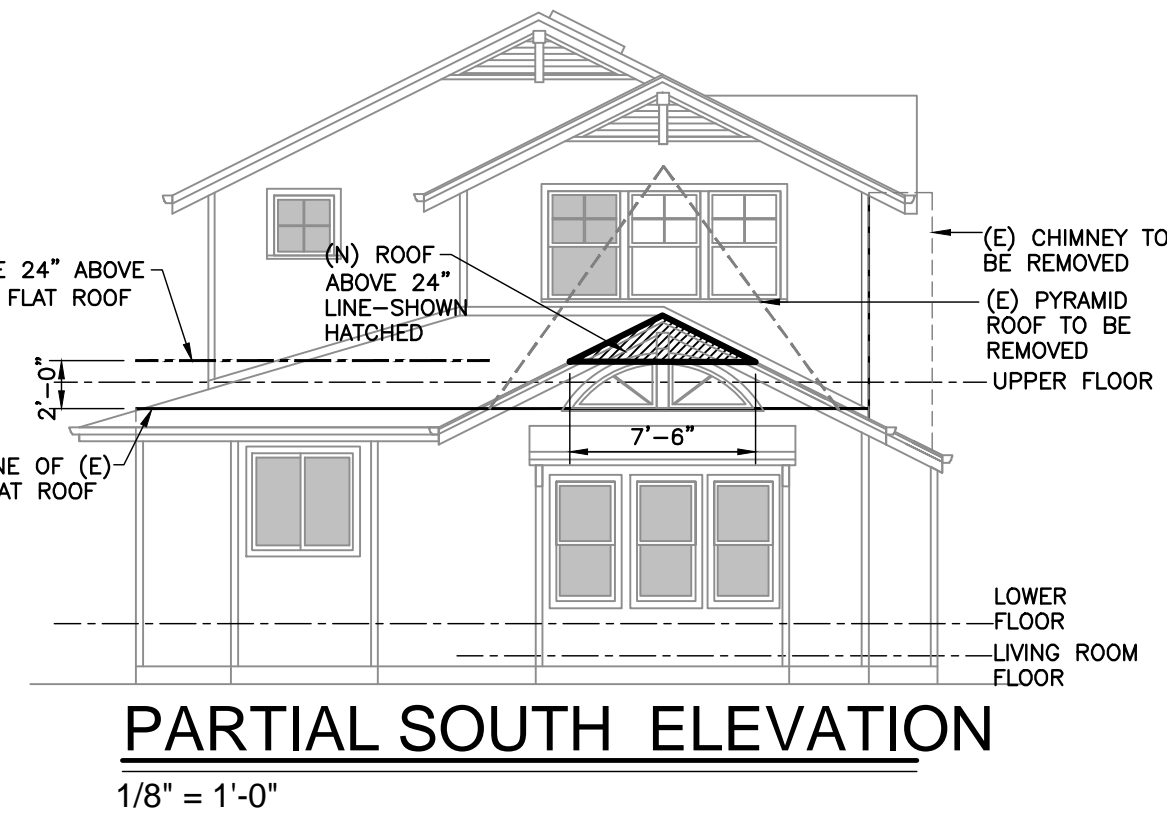 24” ABOVE
FLAT ROOF
(N) ROOF
ABOVE 24”
LINE-SHOWN
HATCHED
(E) CHIMNEY TO
BE REMOVED
(E) PYRAMID
ROOF TO BE
REMOVED
UPPER FLOOR
2’-0”
OF (E)
ROOF
7’-6”
LOWER
FLOOR
LIVING ROOM
FLOOR
PARTIAL SOUTH ELEVATION
1/8" = 1'-0"